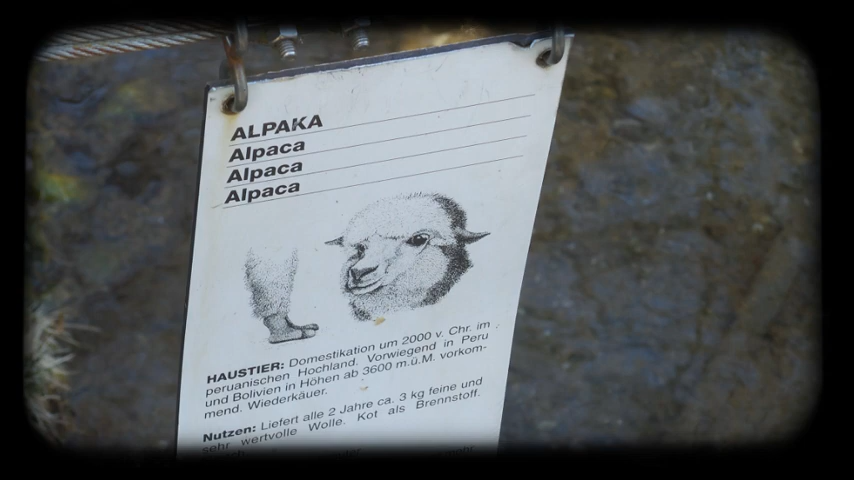 ALPAKA
Alpaca
Alpaca
Alpaca
HAUSTIER: Domestikation um 2000 v. Chr. im
peruanischen Hochland. Vorwiegend in Peru
und Bolivien in Höhen ab 3600 m.ü.M. vorkom-
mend. Wiederkäuer.
Nutzen: Liefert alle 2 Jahre ca. 3 kg feine und
sehr wertvolle Wolle. Kot als Brennstoff.